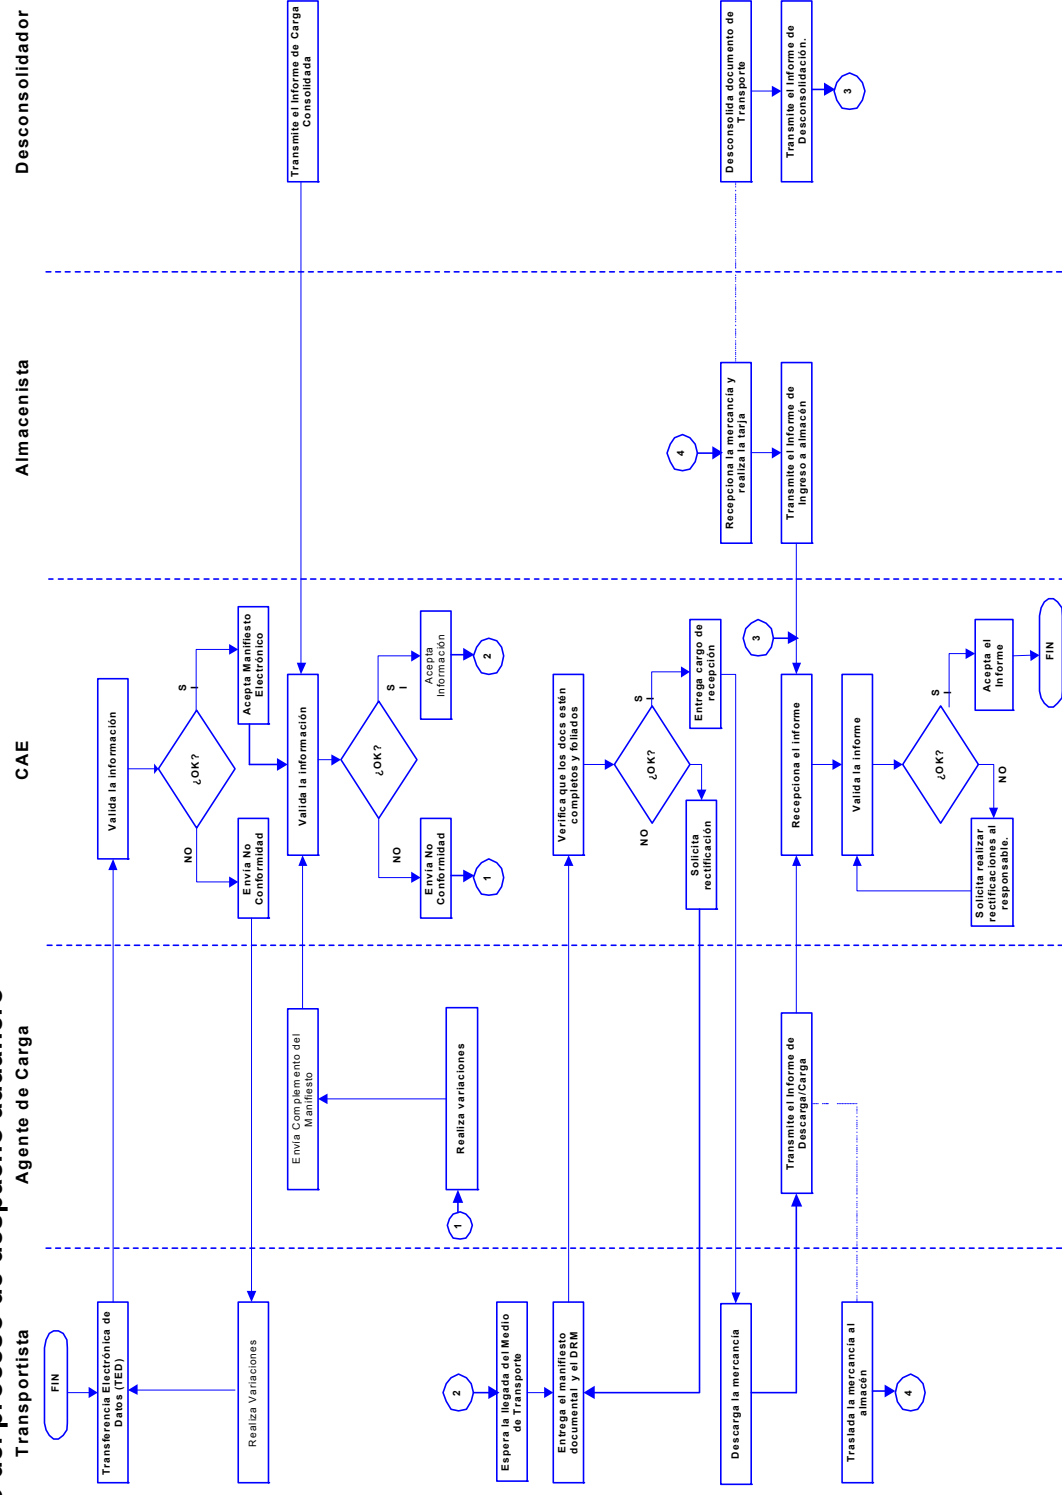 del proceso de despacho aduanero
Transportista
Agente de Carga
CAE
Almacenista
Desconsolidador
FIN
Transferencia Electrónica de
Datos (TED)
Valida la información
¿OK?
NO
S
I
Envía No
Conformidad
Acepta Manifiesto
Electrónico
Realiza Variaciones
Envía Complemento del
Manifiesto
Valida la información
Transmite el Informe de Carga
Consolidada
¿OK?
NO
S
I
Envía No
Conformidad
Acepta
Información
1
2
1
Realiza variaciones
2
Espera la llegada del Medio
de Transporte
Entrega el manifiesto
documental y el DRM
Verifica que los docs estén
completos y foliados
¿OK?
NO
S
I
Solicita
rectificación
Entrega cargo de
recepción
4
Descarga la mercancía
Recepciona la mercancía y
realiza la tarja
Desconsolida documento de
Transporte
3
Transmite el Informe de
Descarga/Carga
Recepciona el informe
Transmite el Informe de
Ingreso a almacén
Transmite el Informe de
Desconsolidación.
3
Traslada la mercancía al
almacén
Valida la informe
4
¿OK?
NO
S
I
Solicita realizar
rectificaciones al
responsable.
Acepta el
Informe
FIN